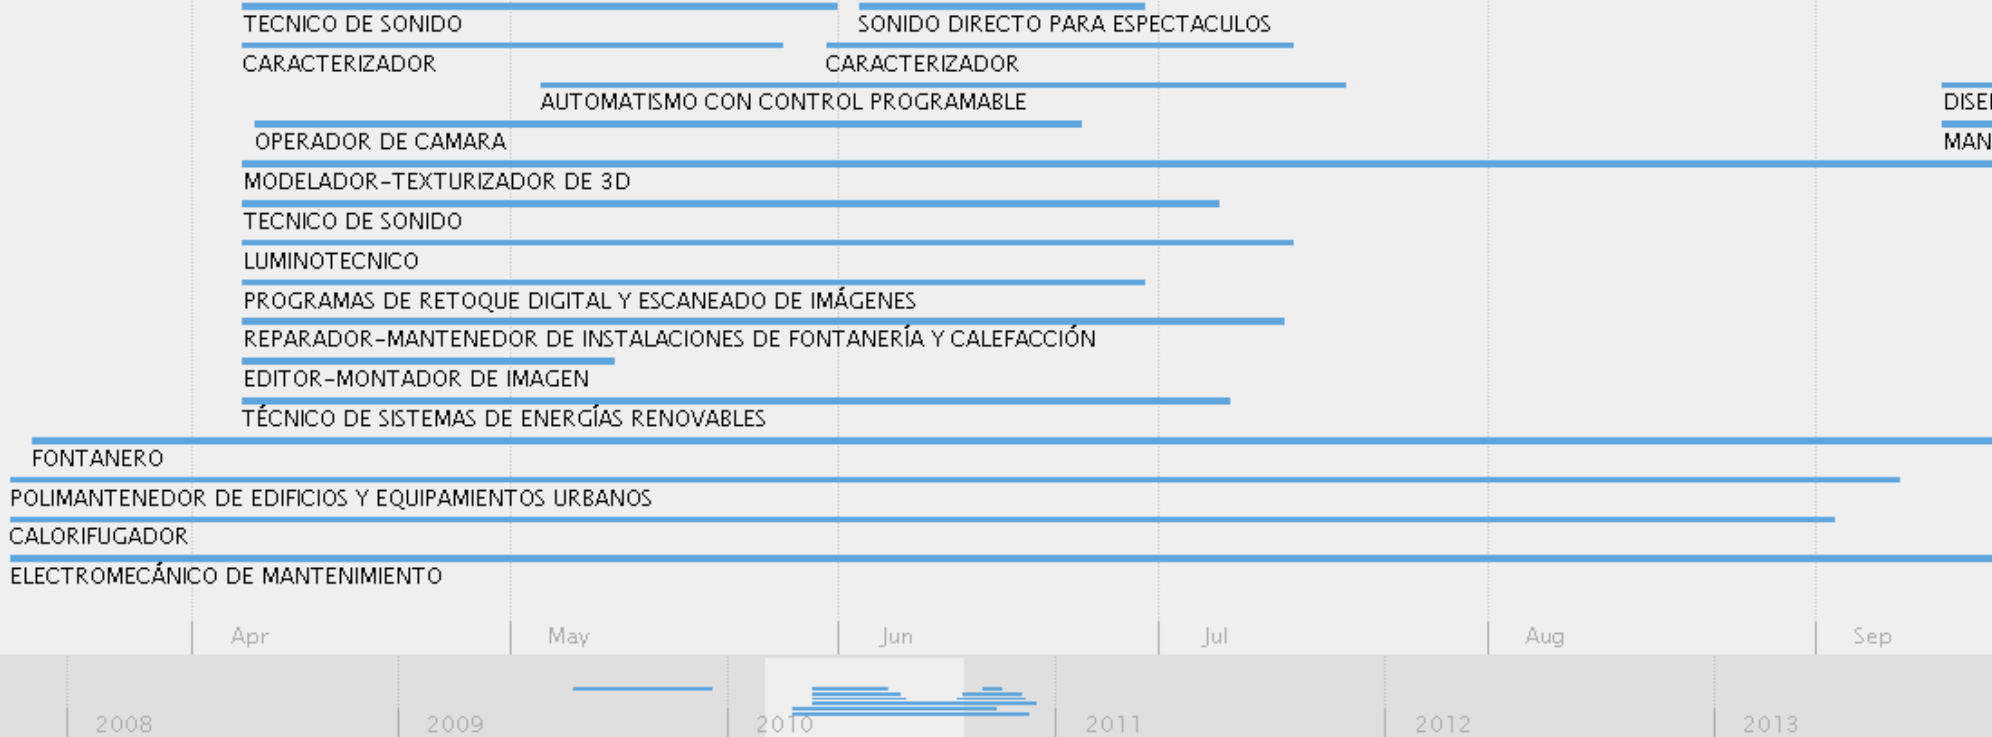 TECNICO DE SONIDO SONIDO DIRECTO PARA ESPECTACULOS
CARACTERIZADOR CARACTERIZADOR
AUTOMATISMO CON CONTROL PROGRAMABLE DISE
OPERADOR DE CAMARA MAN
MODELADOR-TEXTURIZADOR DE 3D
TECNICO DE SONIDO
LUMINOTECNICO
PROGRAMAS DE RETOQUE DIGITAL Y ESCANEADO DE IMÁGENES
REPARADOR-MANTENEDOR DE INSTALACIONES DE FONTANERÍA Y CALEFACCIÓN
EDITOR-MONTADOR DE IMAGEN
TÉCNICO DE SISTEMAS DE ENERGÍAS RENOVABLES
FONTANERO
POLIMANTENEDOR DE EDIFICIOS Y EQUIPAMIENTOS URBANOS
CALORIFUGADOR
ELECTROMECÁNICO DE MANTENIMIENTO
Apr May Jun Jul Aug Sep
2008 2009 2010 2011 2012 2013